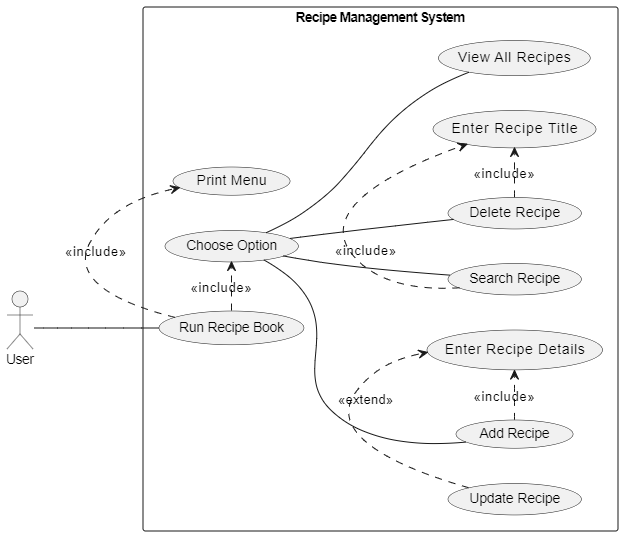 Recipe Management System
View All Recipes
Enter Recipe Title
«include»
Print Menu
Delete Recipe
Choose Option
«include»
«include»
Search Recipe
«include»
Run Recipe Book
User
Enter Recipe Details
«extend»
«include»
Add Recipe
Update Recipe